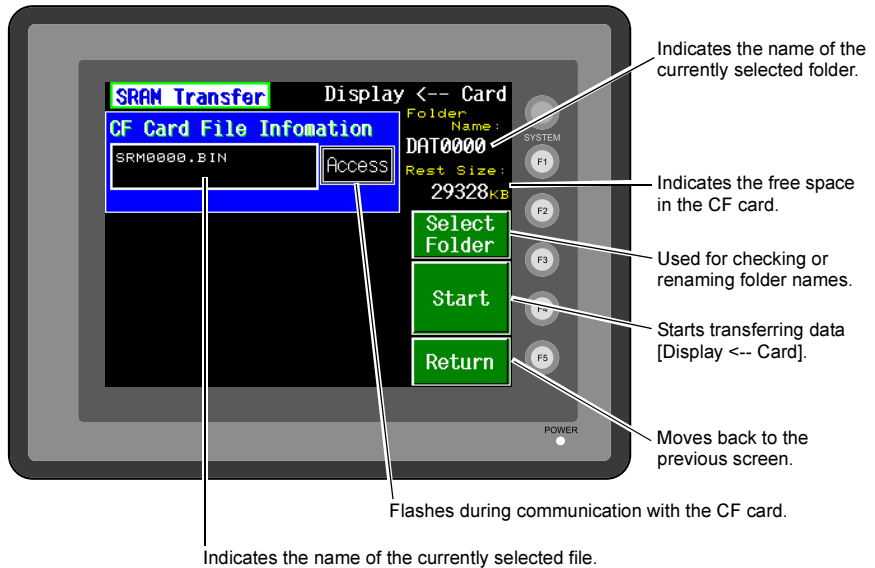 SRAM Transfer
Display <-- Card
CF Card File Infomation
SRM0000.BIN
Access
Folder
Name:
DAT0000
Rest Size:
29328KB
Select
Folder
Start
Return
SYSTEM
F1
F2
F3
F4
F5
POWER
Indicates the name of the
currently selected folder.
Indicates the free space
in the CF card.
Used for checking or
renaming folder names.
Starts transferring data
[Display <-- Card].
Moves back to the
previous screen.
Flashes during communication with the CF card.
Indicates the name of the currently selected file.